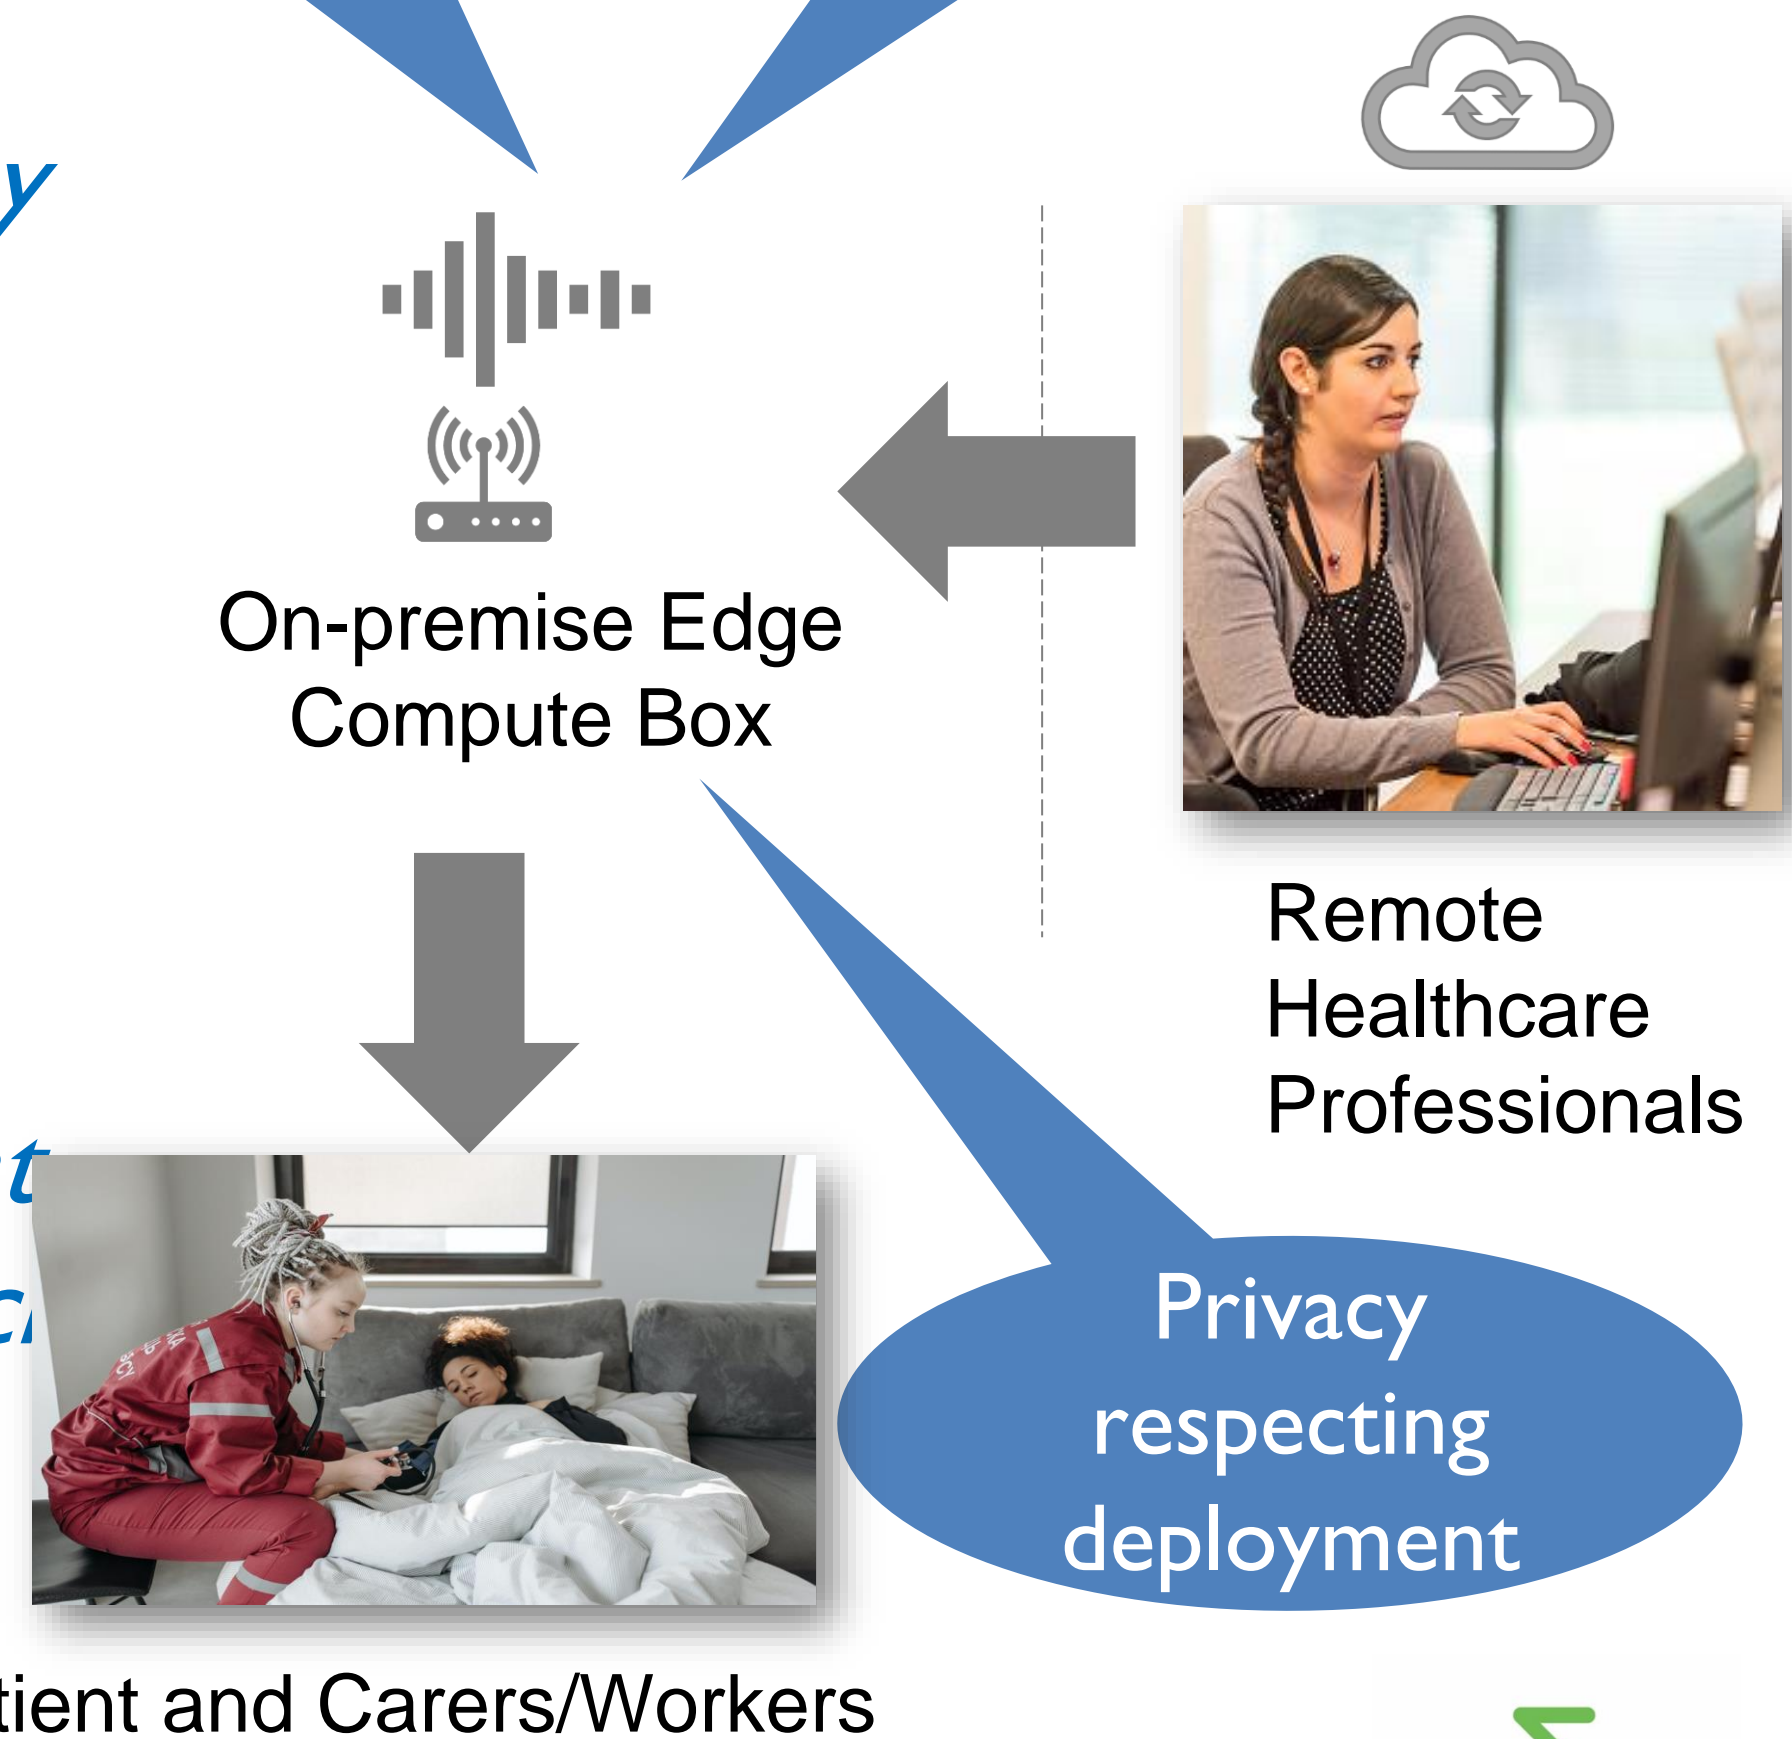 y
On-premise Edge
Compute Box
Remote
Healthcare
Professionals
t
Privacy
respecting
deployment
tient and Carers/Workers